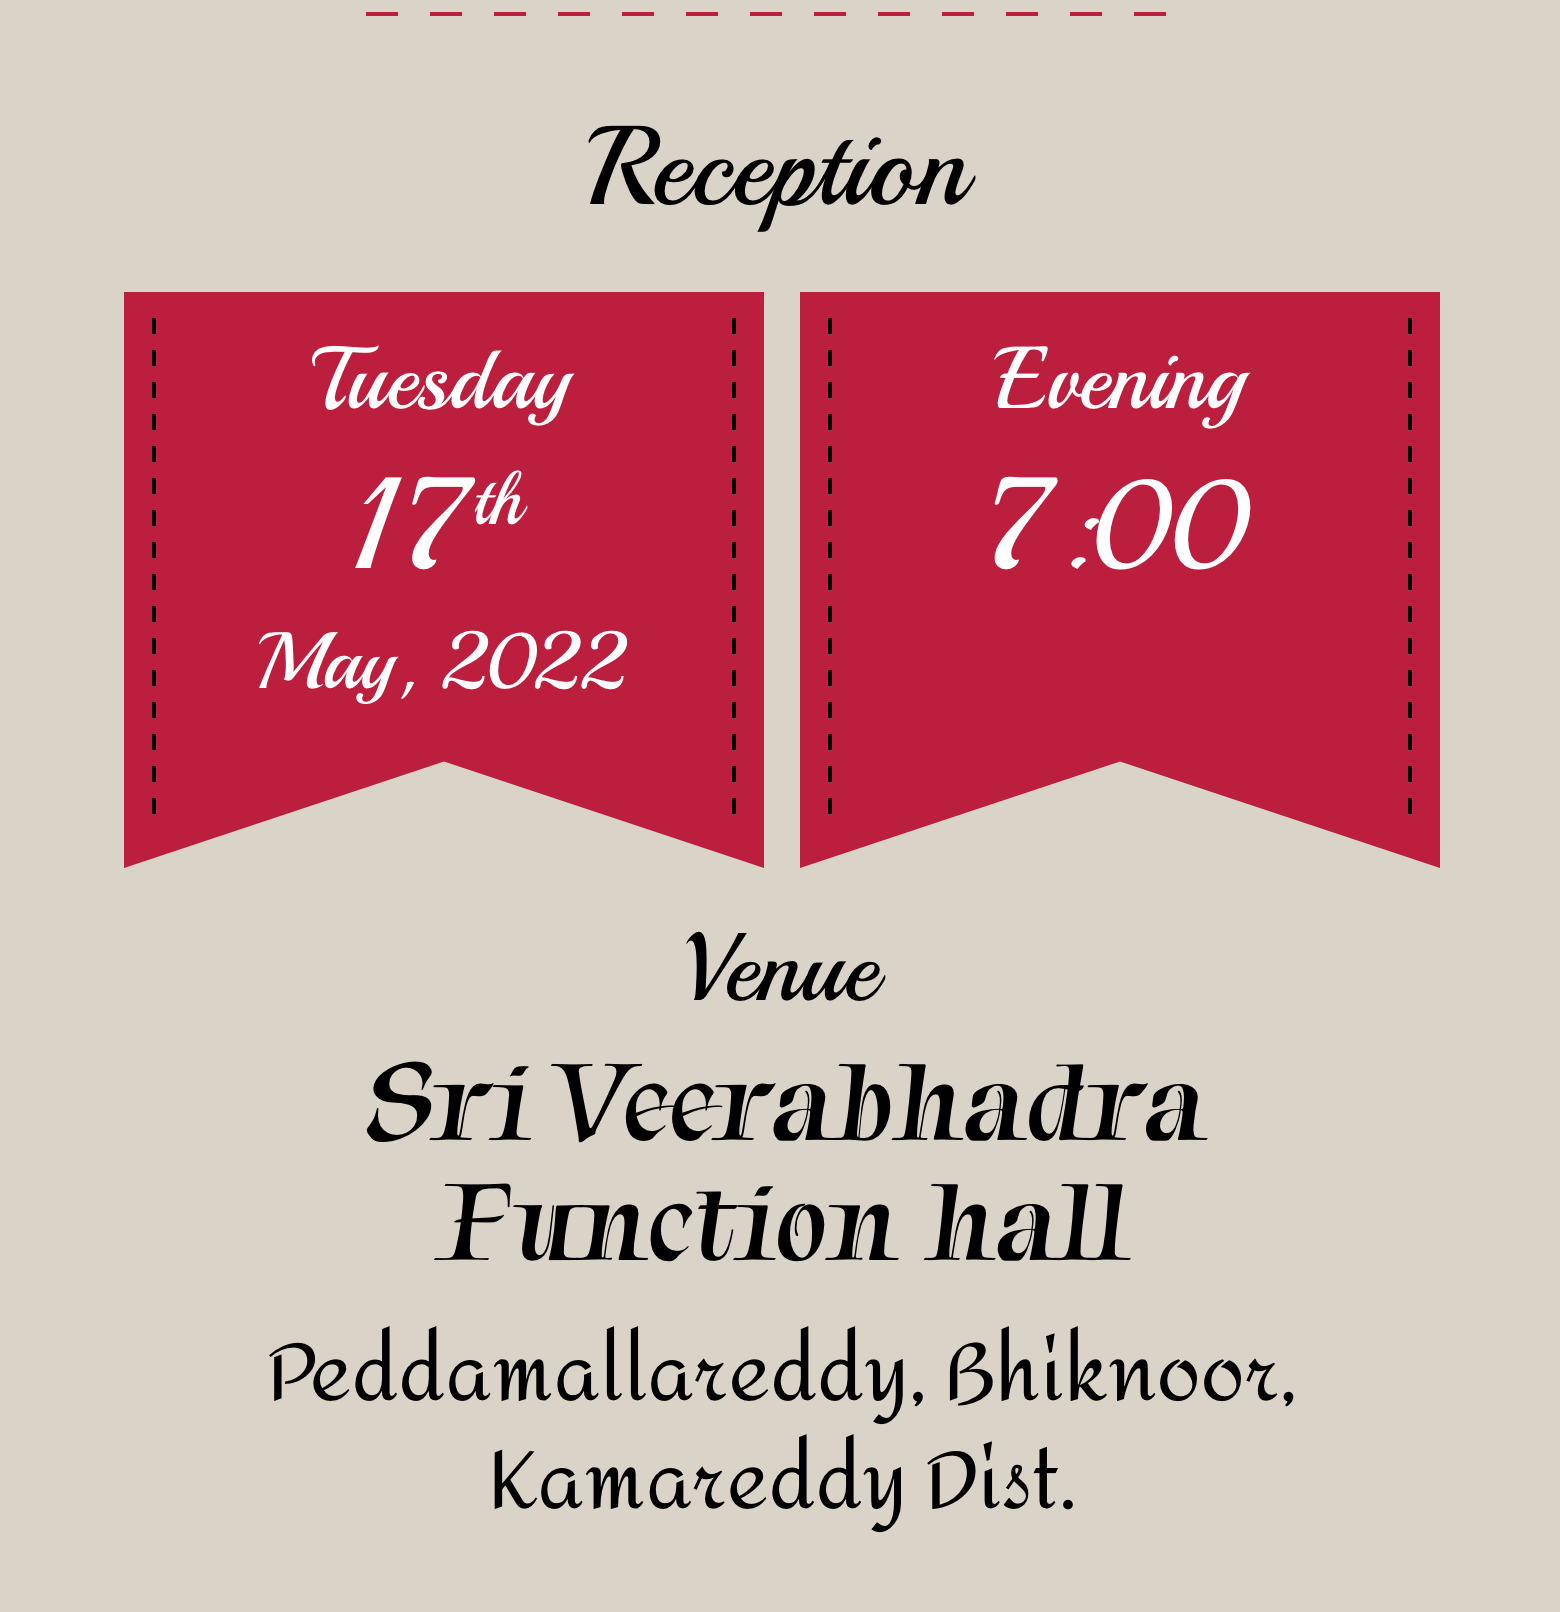 Reception
Tuesday
17th
May, 2022
Evening
7 :00
Venue
Sri Veerabhadra
Function hall
Peddamallareddy, Bhiknoor,
Kamareddy Dist.